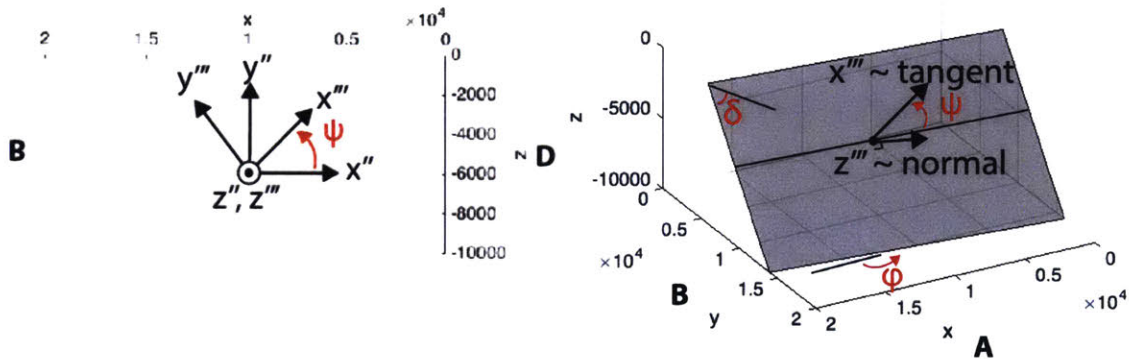 x
× 10⁴
2
1.5
1
0.5
0
0
-2000
-4000
-6000
-8000
-10000
z
B
y'''
y''
x'''
ψ
x''
z'', z'''
D
0
-5000
-10000
z
x''' ~ tangent
ψ
δ
z''' ~ normal
0
0.5
1
1.5
2
× 10⁴
B
y
φ
2
1.5
1
0.5
0
× 10⁴
x
A